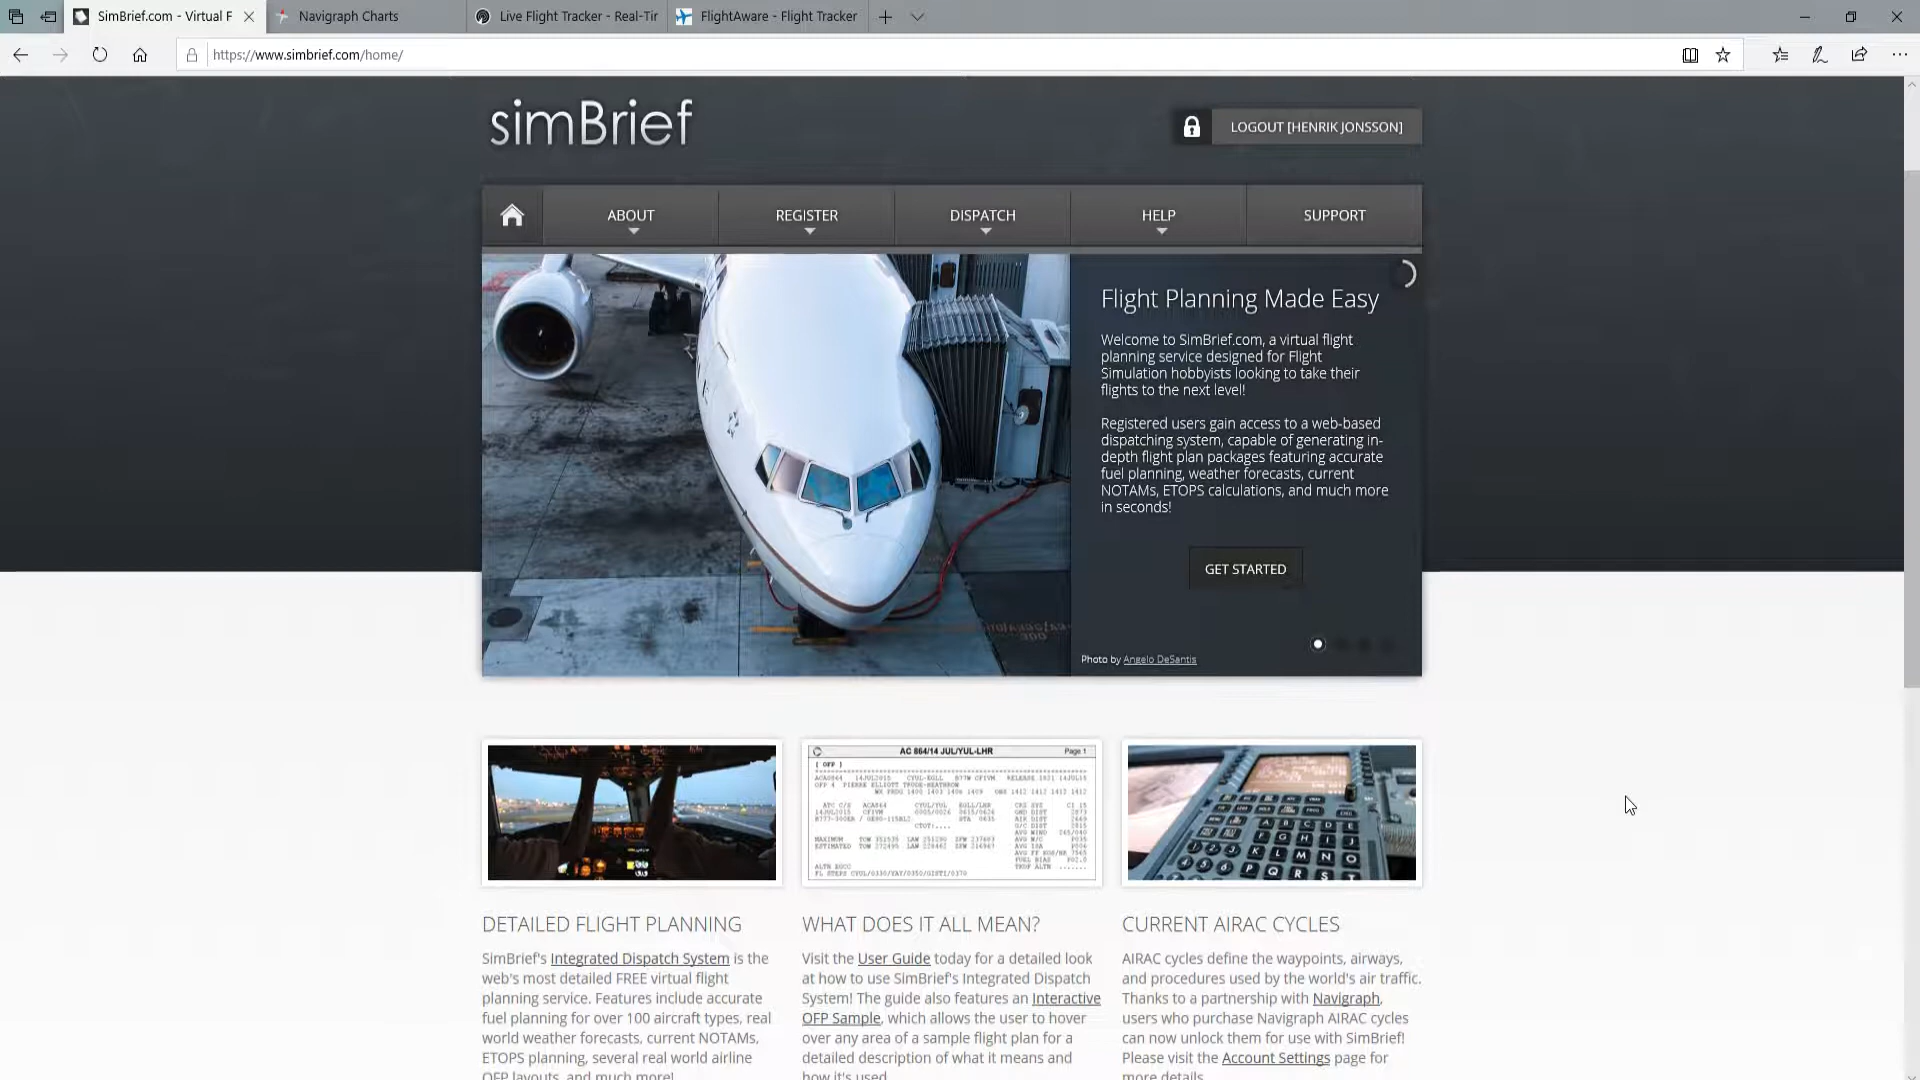 SimBrief.com - Virtual F
Navigraph Charts
Live Flight Tracker - Real-Tir
FlightAware - Flight Tracker
https://www.simbrief.com/home/
simBrief
LOGOUT [HENRIK JONSSON]
ABOUT
REGISTER
DISPATCH
HELP
SUPPORT
Flight Planning Made Easy
Welcome to SimBrief.com, a virtual flight
planning service designed for Flight
Simulation hobbyists looking to take their
flights to the next level!
Registered users gain access to a web-based
dispatching system, capable of generating in-
depth flight plan packages featuring accurate
fuel planning, weather forecasts, current
NOTAMs, ETOPS calculations, and much more
in seconds!
GET STARTED
Photo by Angelo DeSantis
AC 864/14 JUL/YUL-LHR Page 1
[ OFP ]
DETAILED FLIGHT PLANNING
SimBrief's Integrated Dispatch System is the
web's most detailed FREE virtual flight
planning service. Features include accurate
fuel planning for over 100 aircraft types, real
world weather forecasts, current NOTAMs,
ETOPS planning, several real world airline
OFP layouts, and much more!
WHAT DOES IT ALL MEAN?
Visit the User Guide today for a detailed look
at how to use SimBrief's Integrated Dispatch
System! The guide also features an Interactive
OFP Sample, which allows the user to hover
over any area of a sample flight plan for a
detailed description of what it means and
how it's used.
CURRENT AIRAC CYCLES
AIRAC cycles define the waypoints, airways,
and procedures used by the world's air traffic.
Thanks to a partnership with Navigraph,
users who purchase Navigraph AIRAC cycles
can now unlock them for use with SimBrief!
Please visit the Account Settings page for
more details.